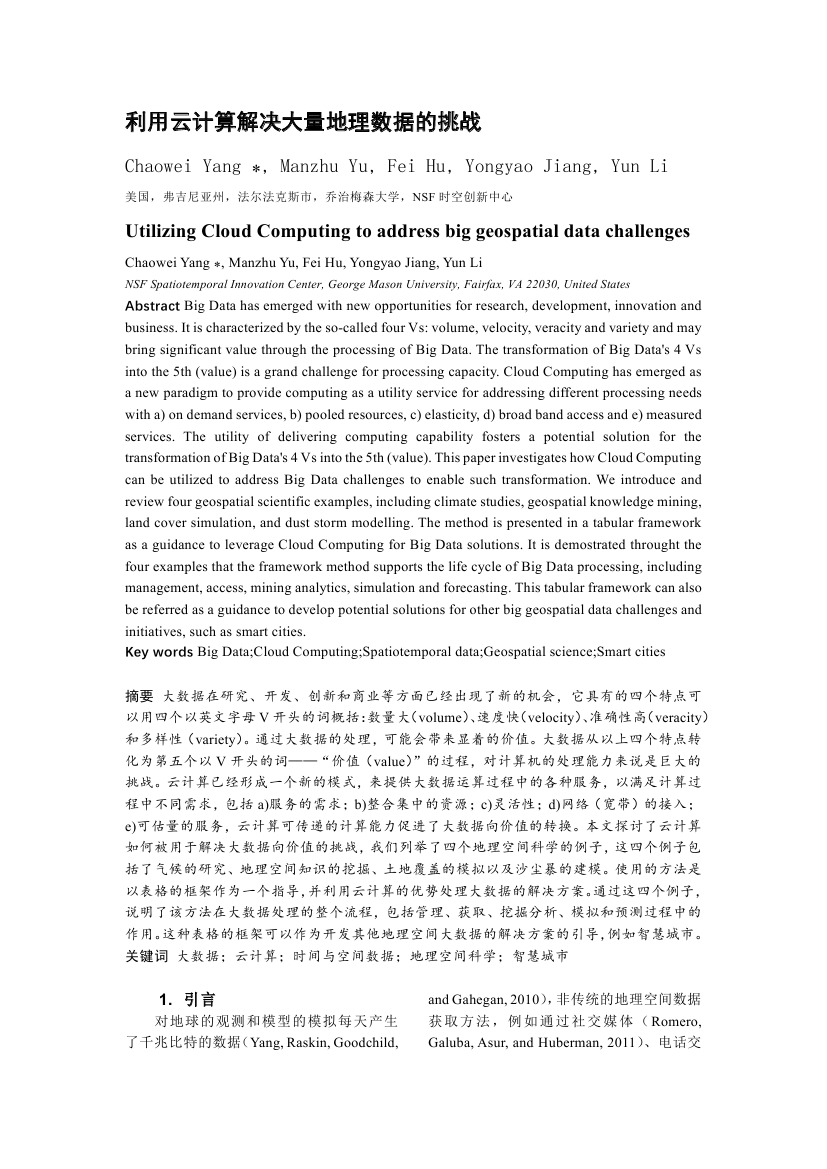 利用云计算解决大量地理数据的挑战
Chaowei Yang *, Manzhu Yu, Fei Hu, Yongyao Jiang, Yun Li
美国，弗吉尼亚州，法尔法克斯市，乔治梅森大学，NSF 时空创新中心
Utilizing Cloud Computing to address big geospatial data challenges
Chaowei Yang *, Manzhu Yu, Fei Hu, Yongyao Jiang, Yun Li
NSF Spatiotemporal Innovation Center, George Mason University, Fairfax, VA 22030, United States
Abstract Big Data has emerged with new opportunities for research, development, innovation and
business. It is characterized by the so-called four Vs: volume, velocity, veracity and variety and may
bring significant value through the processing of Big Data. The transformation of Big Data's 4 Vs
into the 5th (value) is a grand challenge for processing capacity. Cloud Computing has emerged as
a new paradigm to provide computing as a utility service for addressing different processing needs
with a) on demand services, b) pooled resources, c) elasticity, d) broad band access and e) measured
services. The utility of delivering computing capability fosters a potential solution for the
transformation of Big Data's 4 Vs into the 5th (value). This paper investigates how Cloud Computing
can be utilized to address Big Data challenges to enable such transformation. We introduce and
review four geospatial scientific examples, including climate studies, geospatial knowledge mining,
land cover simulation, and dust storm modelling. The method is presented in a tabular framework
as a guidance to leverage Cloud Computing for Big Data solutions. It is demostrated throught the
four examples that the framework method supports the life cycle of Big Data processing, including
management, access, mining analytics, simulation and forecasting. This tabular framework can also
be referred as a guidance to develop potential solutions for other big geospatial data challenges and
initiatives, such as smart cities.
Key words Big Data;Cloud Computing;Spatiotemporal data;Geospatial science;Smart cities
摘要 大数据在研究、开发、创新和商业等方面已经出现了新的机会，它具有的四个特点可
以用四个以英文字母 V 开头的词概括：数量大（volume）、速度快（velocity）、准确性高（veracity）
和多样性（variety）。通过大数据的处理，可能会带来显着的价值。大数据从以上四个特点转
化为第五个以 V 开头的词——“价值（value）”的过程，对计算机的处理能力来说是巨大的
挑战。云计算已经形成一个新的模式，来提供大数据运算过程中的各种服务，以满足计算过
程中不同需求，包括 a)服务的需求；b)整合集中的资源；c)灵活性；d)网络（宽带）的接入；
e)可估量的服务，云计算可传递的计算能力促进了大数据向价值的转换。本文探讨了云计算
如何被用于解决大数据向价值的挑战，我们列举了四个地理空间科学的例子，这四个例子包
括了气候的研究、地理空间知识的挖掘、土地覆盖的模拟以及沙尘暴的建模。使用的方法是
以表格的框架作为一个指导，并利用云计算的优势处理大数据的解决方案。通过这四个例子，
说明了该方法在大数据处理的整个流程，包括管理、获取、挖掘分析、模拟和预测过程中的
作用。这种表格的框架可以作为开发其他地理空间大数据的解决方案的引导，例如智慧城市。
关键词 大数据；云计算；时间与空间数据；地理空间科学；智慧城市
1. 引言
对地球的观测和模型的模拟每天产生
了千兆比特的数据（Yang, Raskin, Goodchild,
and Gahegan, 2010），非传统的地理空间数据
获取方法，例如通过社交媒体（Romero,
Galuba, Asur, and Huberman, 2011）、电话交